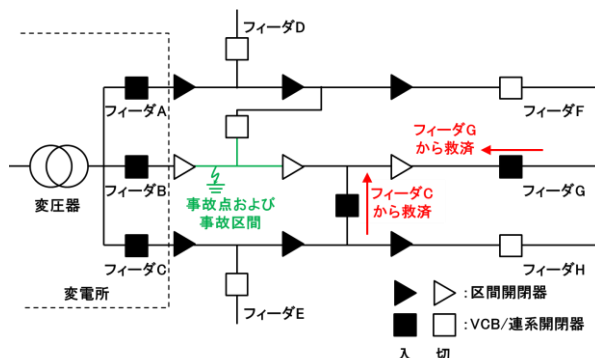 フィーダD
フィーダA
フィーダF
フィーダG
から救済
変圧器
フィーダB
事故点および
事故区間
フィーダC
から救済
フィーダG
フィーダC
フィーダH
変電所
フィーダE
:区間開閉器
:VCB/連系開閉器
入 切